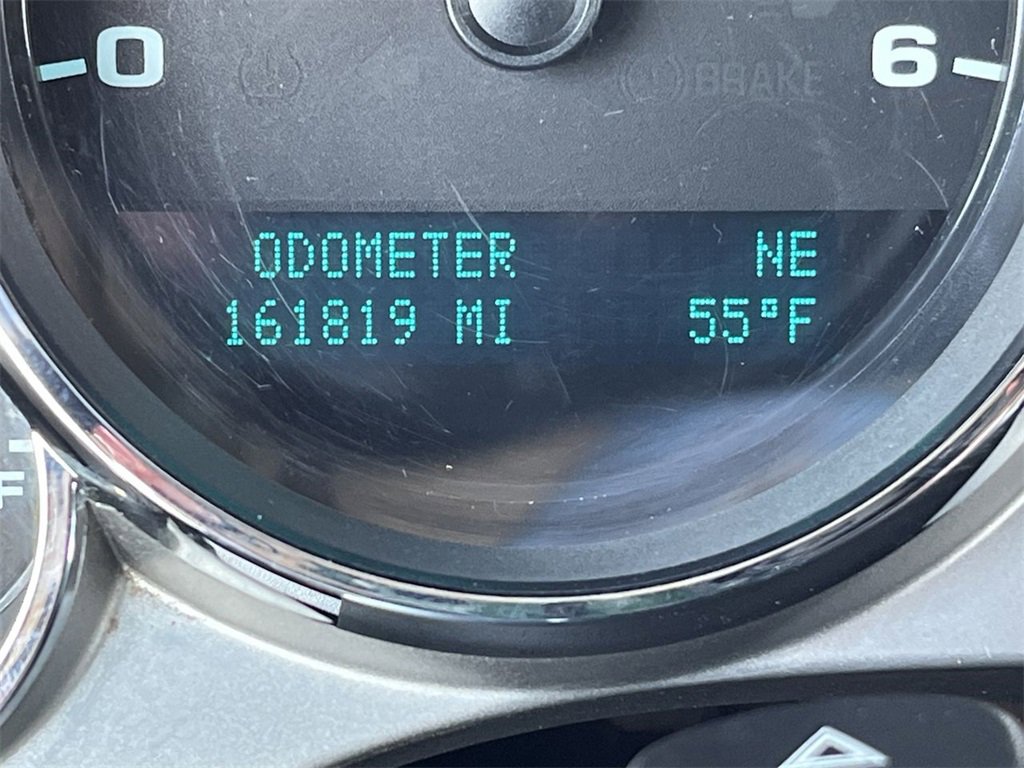 0 BRAKE 6
ODOMETER NE
161819 MI 55°F
F